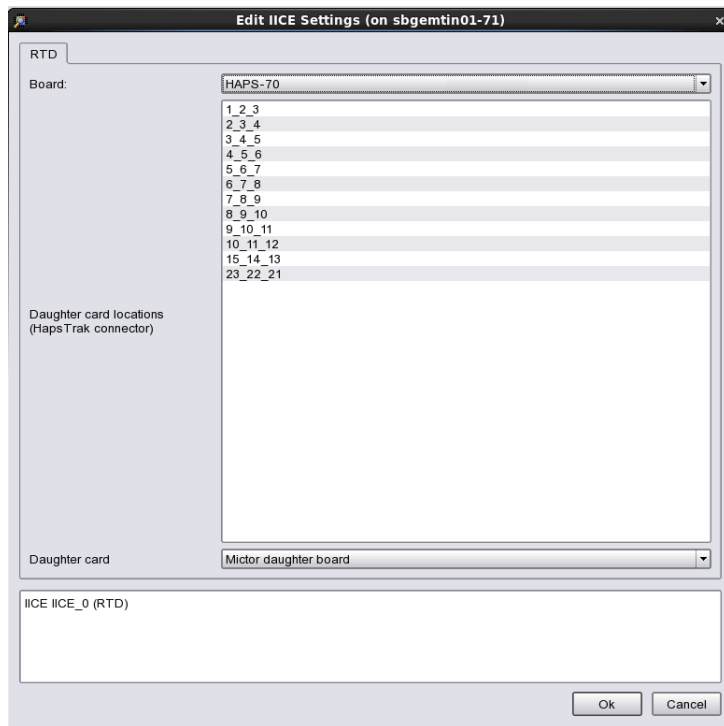 Edit IICE Settings (on sbgemtin01-71)
RTD
Board:
HAPS-70
1_2_3
2_3_4
3_4_5
4_5_6
5_6_7
6_7_8
7_8_9
8_9_10
9_10_11
10_11_12
15_14_13
23_22_21
Daughter card locations
(HapsTrak connector)
Daughter card
Mictor daughter board
IICE IICE_0 (RTD)
Ok
Cancel